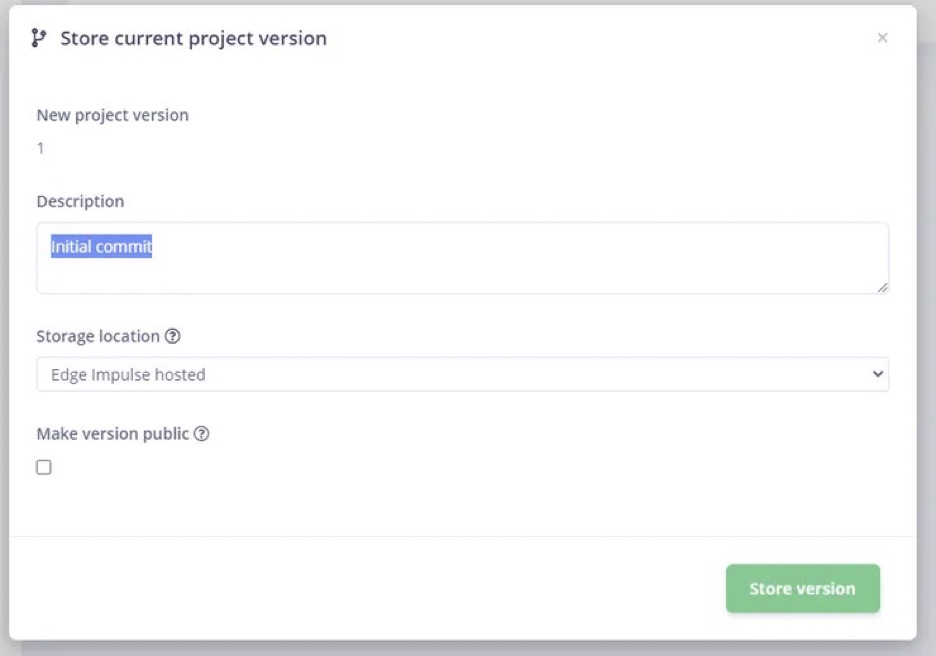 Store current project version
New project version
1
Description
Initial commit
Storage location
Edge Impulse hosted
Make version public
Store version